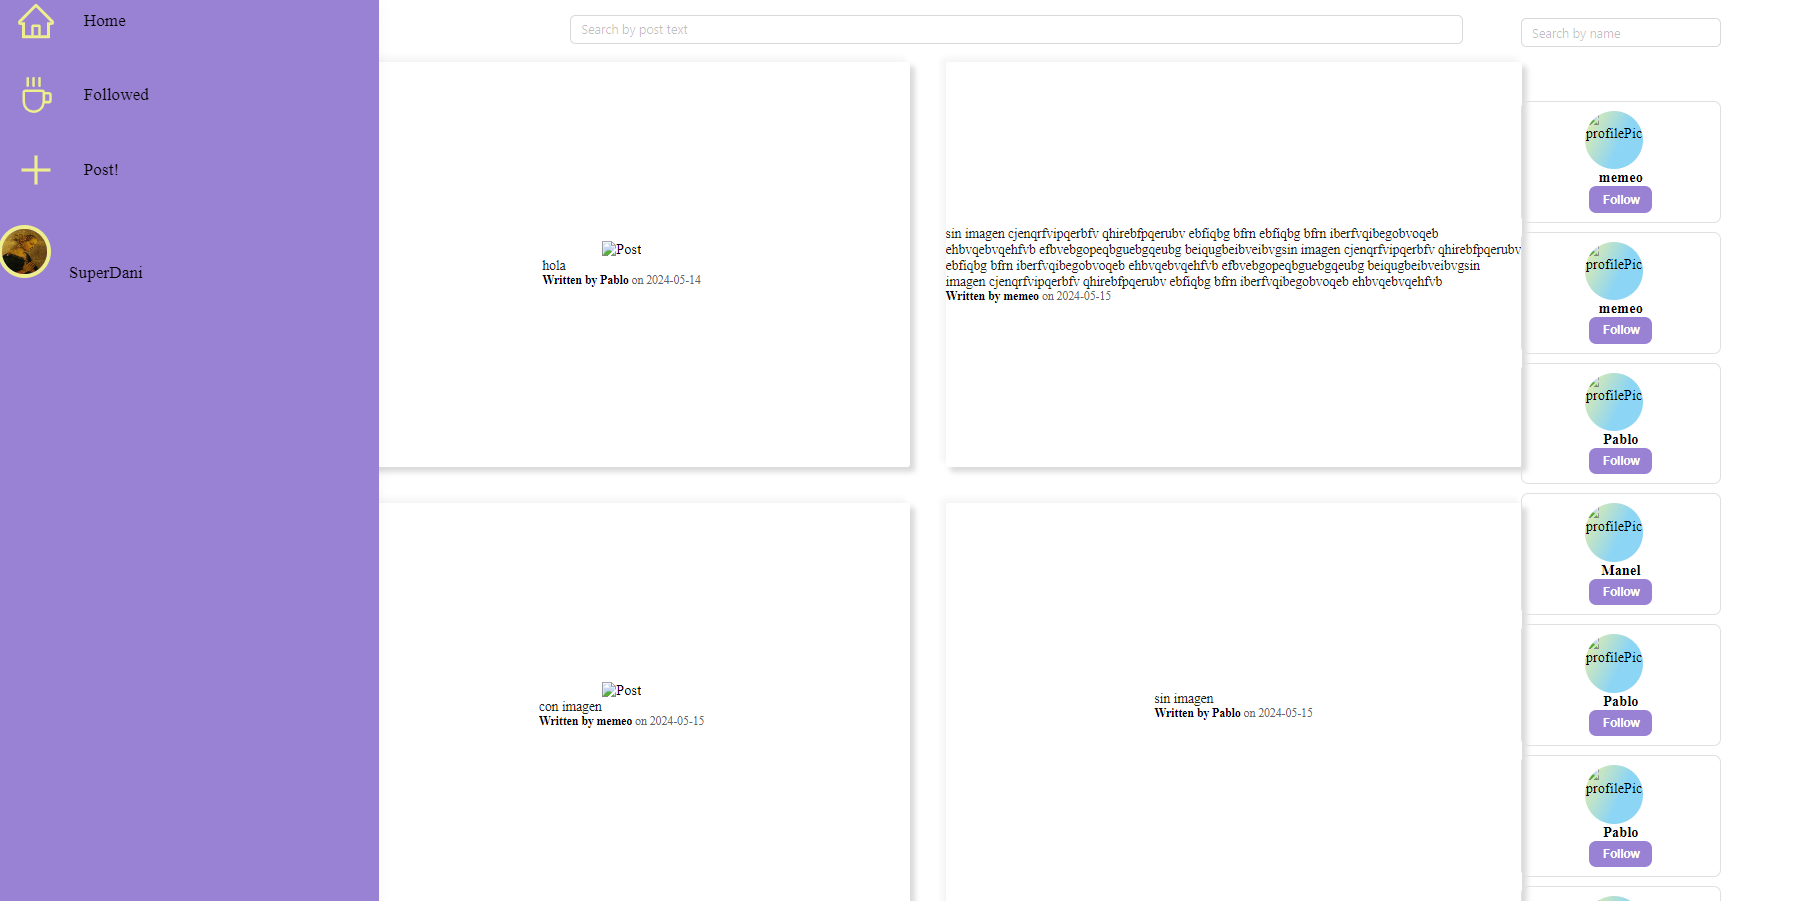 Home
Followed
Post!
SuperDani
Search by post text
Search by name
Post
hola
Written by Pablo on 2024-05-14
sin imagen cjenqrfvipqerbfv qhirebfpqerubv ebfiqbg bfrn ebfiqbg bfrn iberfvqibegobvoqeb
ehbvqebvqehfvb efbvebgopeqbguebgqeubg beiqugbeibveibvgsin imagen cjenqrfvipqerbfv qhirebfpqerubv
ebfiqbg bfrn iberfvqibegobvoqeb ehbvqebvqehfvb efbvebgopeqbguebgqeubg beiqugbeibveibvgsin
imagen cjenqrfvipqerbfv qhirebfpqerubv ebfiqbg bfrn iberfvqibegobvoqeb ehbvqebvqehfvb
Written by memeo on 2024-05-15
Post
con imagen
Written by memeo on 2024-05-15
sin imagen
Written by Pablo on 2024-05-15
profilePic
memeo
Follow
profilePic
memeo
Follow
profilePic
Pablo
Follow
profilePic
Manel
Follow
profilePic
Pablo
Follow
profilePic
Pablo
Follow